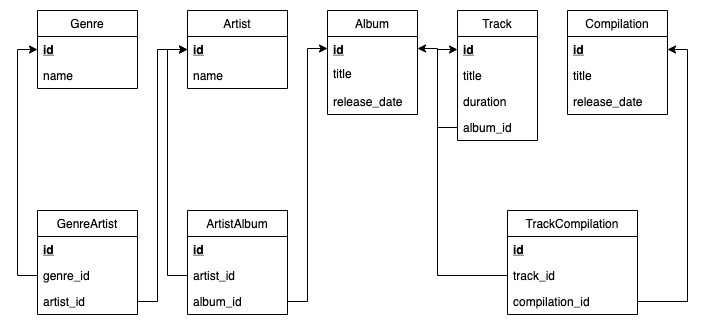 Genre
id
name
Artist
id
name
Album
id
title
release_date
Track
id
title
duration
album_id
Compilation
id
title
release_date
GenreArtist
id
genre_id
artist_id
ArtistAlbum
id
artist_id
album_id
TrackCompilation
id
track_id
compilation_id